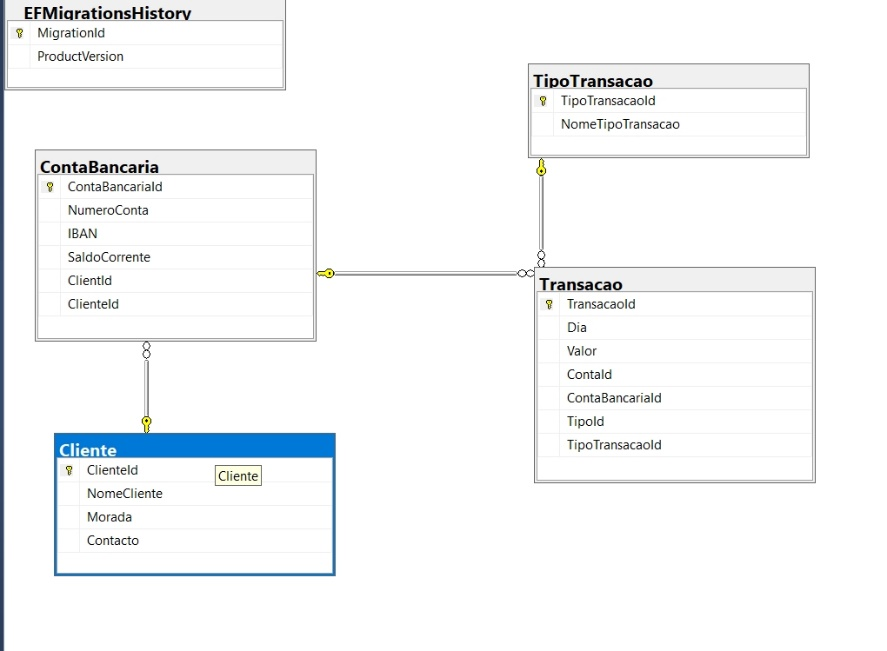 EFMigrationsHistory
MigrationId
ProductVersion
TipoTransacao
TipoTransacaoId
NomeTipoTransacao
ContaBancaria
ContaBancariaId
NumeroConta
IBAN
SaldoCorrente
ClientId
ClienteId
Transacao
TransacaoId
Dia
Valor
ContaId
ContaBancariaId
TipoId
TipoTransacaoId
Cliente
ClienteId
Cliente
NomeCliente
Morada
Contacto